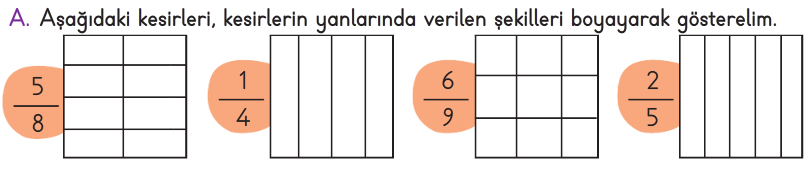 A. Aşağıdaki kesirleri, kesirlerin yanlarında verilen şekilleri boyayarak gösterelim.
5/8 1/4 6/9 2/5